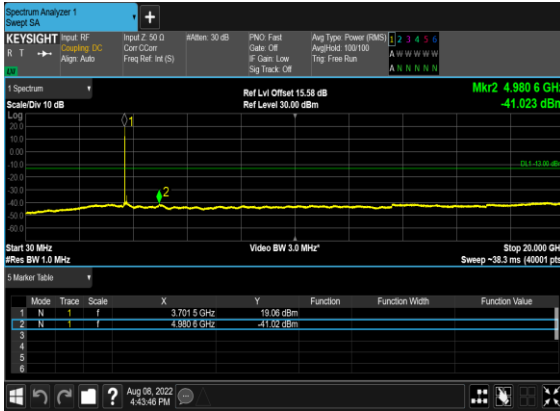 Spectrum Analyzer 1
Swept SA
KEYSIGHT Input: RF Input Z: 50 Ω #Atten: 30 dB PNO: Fast Avg Type: Power (RMS) 1 2 3 4 5 6
R T Coupling: DC Corr CCorr Gate: Off Avg|Hold: 100/100 A W W W W W
Align: Auto Freq Ref: Int (S) IF Gain: Low Trig: Free Run
Sig Track: Off A N N N N N
1 Spectrum Ref Lvl Offset 15.58 dB Mkr2 4.980 6 GHz
Scale/Div 10 dB Ref Level 30.00 dBm -41.023 dBm
Log
20.0
10.0
0.00
-10.0
DL1 -13.00 dBm
-20.0
-30.0
-40.0
-50.0
-60.0
1
2
Start 30 MHz Video BW 3.0 MHz* Stop 20.000 GHz
#Res BW 1.0 MHz Sweep ~38.3 ms (40001 pts)
5 Marker Table
Mode Trace Scale X Y Function Function Width Function Value
1 N 1 f 3.701 5 GHz 19.06 dBm
2 N 1 f 4.980 6 GHz -41.02 dBm
3
4
5
6
Aug 08, 2022
4:43:46 PM